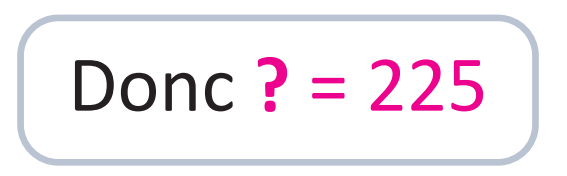 Donc ? = 225